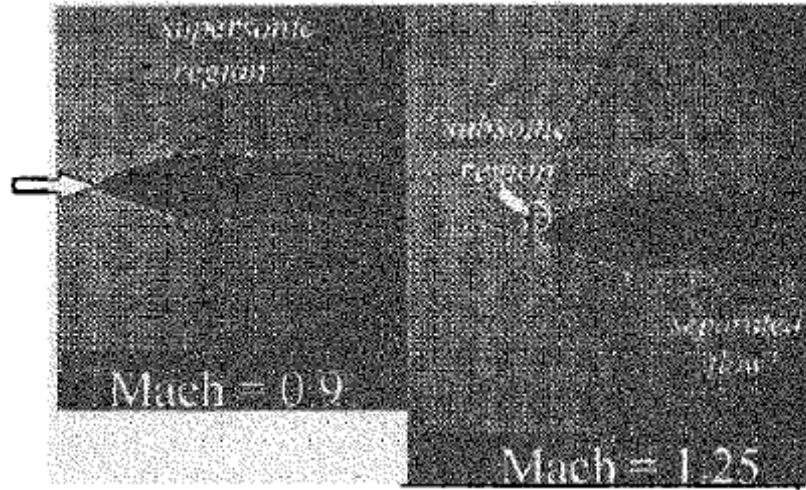 supersonic
region
Mach = 0.9
subsonic
region
separated
flow
Mach = 1.25